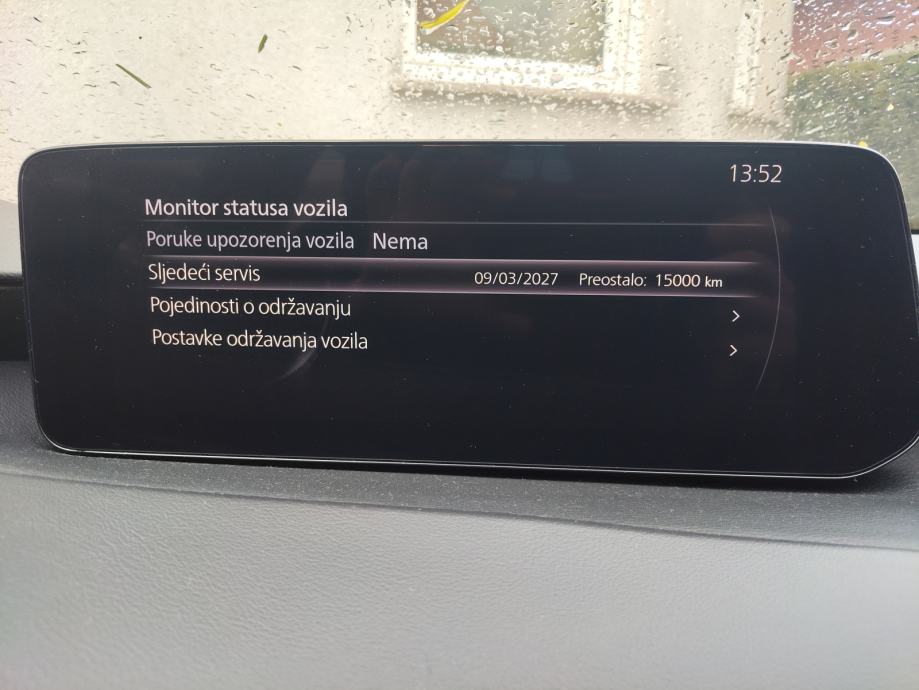 13:52
Monitor statusa vozila
Poruke upozorenja vozila Nema
Sljedeći servis 09/03/2027 Preostalo: 15000 km
Pojedinosti o održavanju
Postavke održavanja vozila